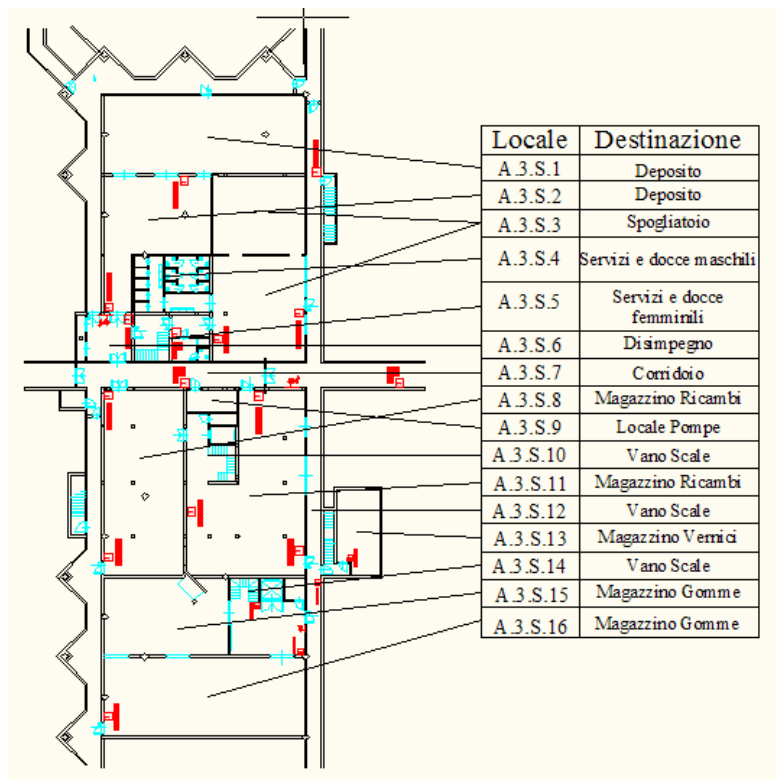 Locale Destinazione
A.3.S.1 Deposito
A.3.S.2 Deposito
A.3.S.3 Spogliatoio
A.3.S.4 Servizi e docce maschili
A.3.S.5 Servizi e docce
femminili
A.3.S.6 Disimpegno
A.3.S.7 Corridoio
A.3.S.8 Magazzino Ricambi
A.3.S.9 Locale Pompe
A.3.S.10 Vano Scale
A.3.S.11 Magazzino Ricambi
A.3.S.12 Vano Scale
A.3.S.13 Magazzino Vernici
A.3.S.14 Vano Scale
A.3.S.15 Magazzino Gomme
A.3.S.16 Magazzino Gomme